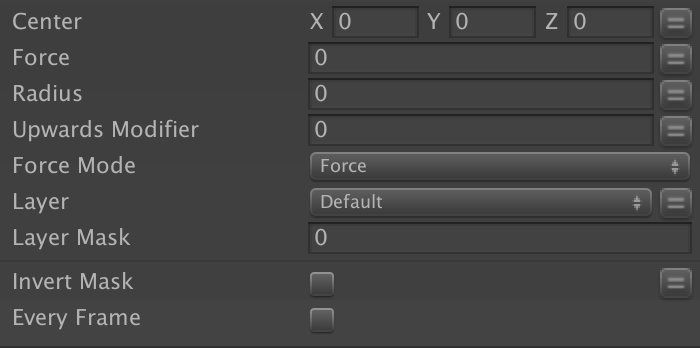 Center X 0 Y 0 Z 0
Force 0
Radius 0
Upwards Modifier 0
Force Mode Force
Layer Default
Layer Mask 0
Invert Mask
Every Frame